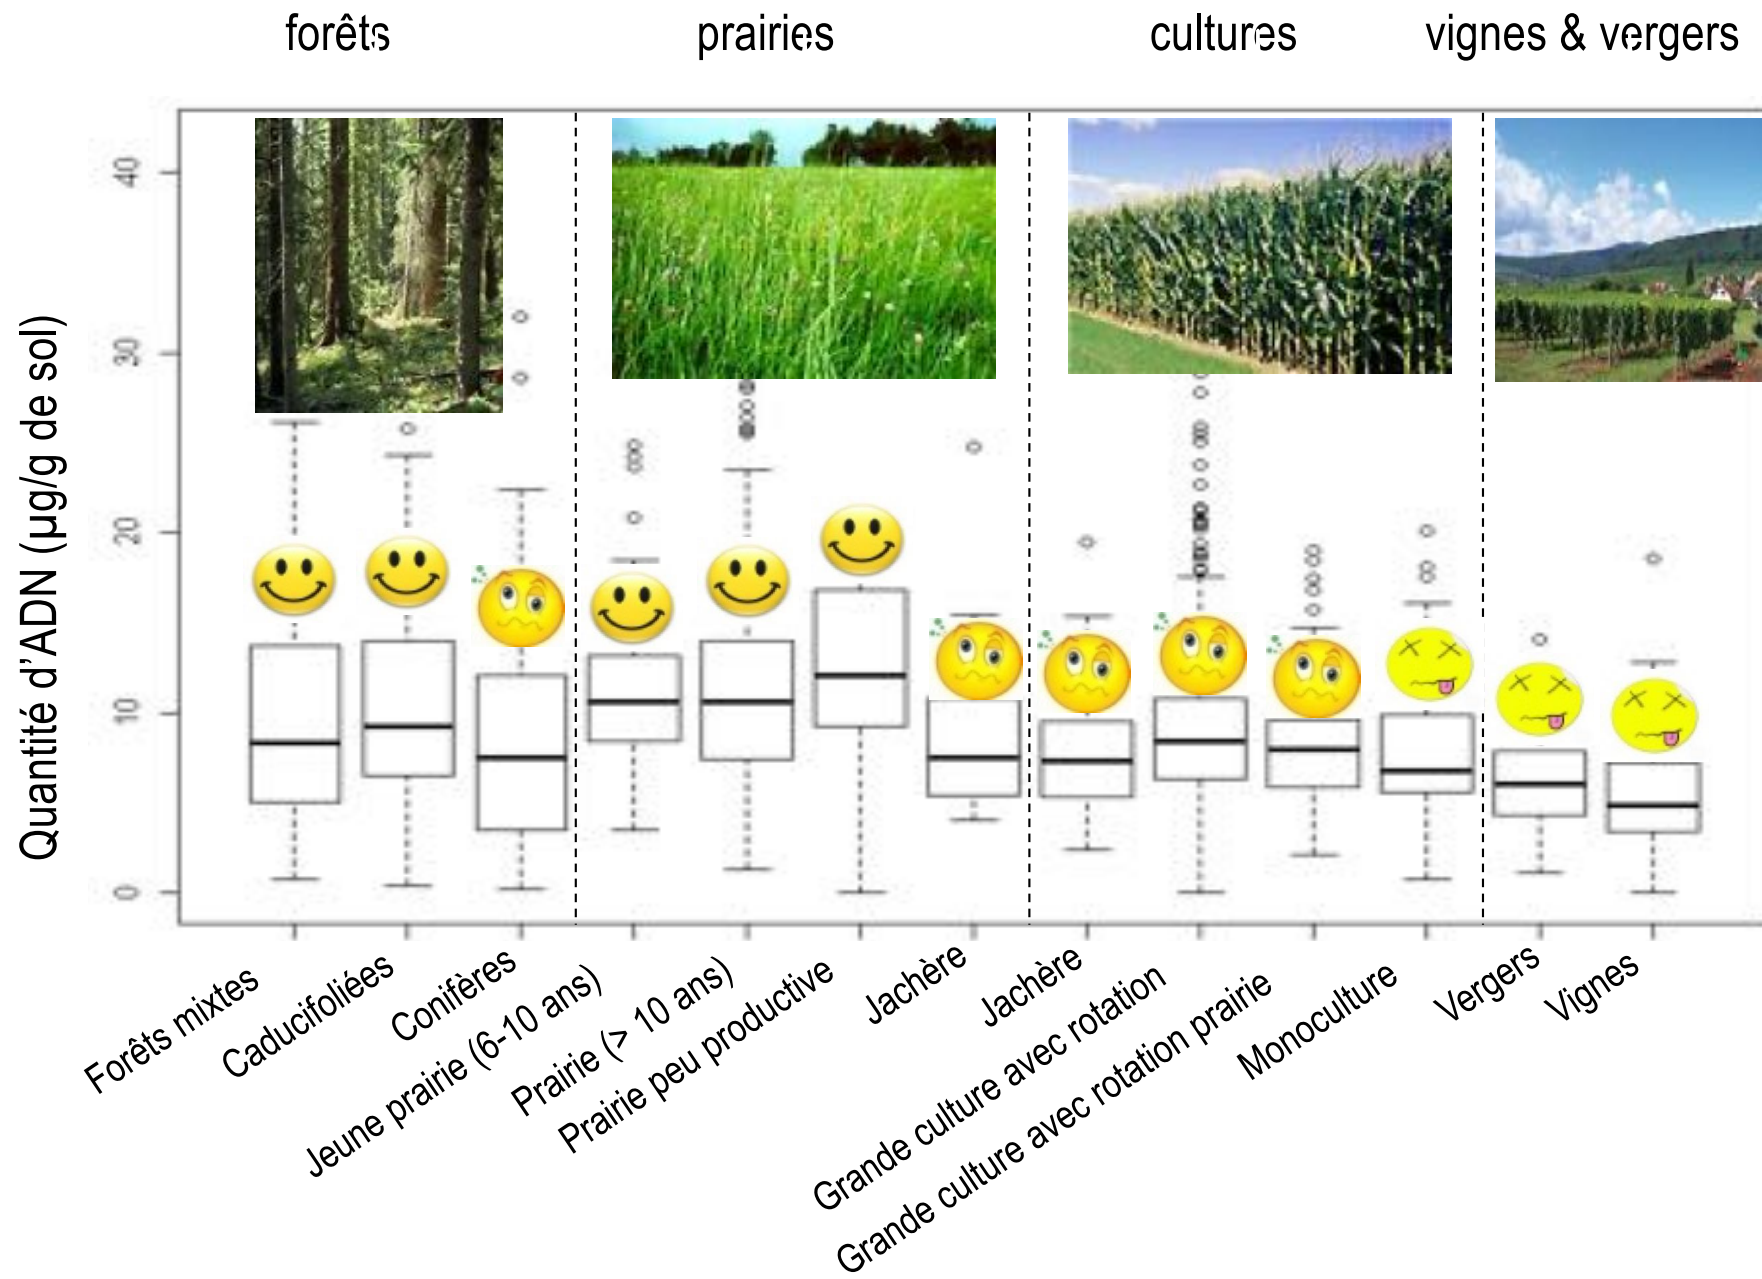 forêts
prairies
cultures
vignes & vergers
Quantité d'ADN (µg/g de sol)
40
30
20
10
0
Forêts mixtes
Caducifoliées
Conifères
Jeune prairie (6-10 ans)
Prairie (> 10 ans)
Prairie peu productive
Jachère
Jachère
Grande culture avec rotation
Grande culture avec rotation prairie
Monoculture
Vergers
Vignes